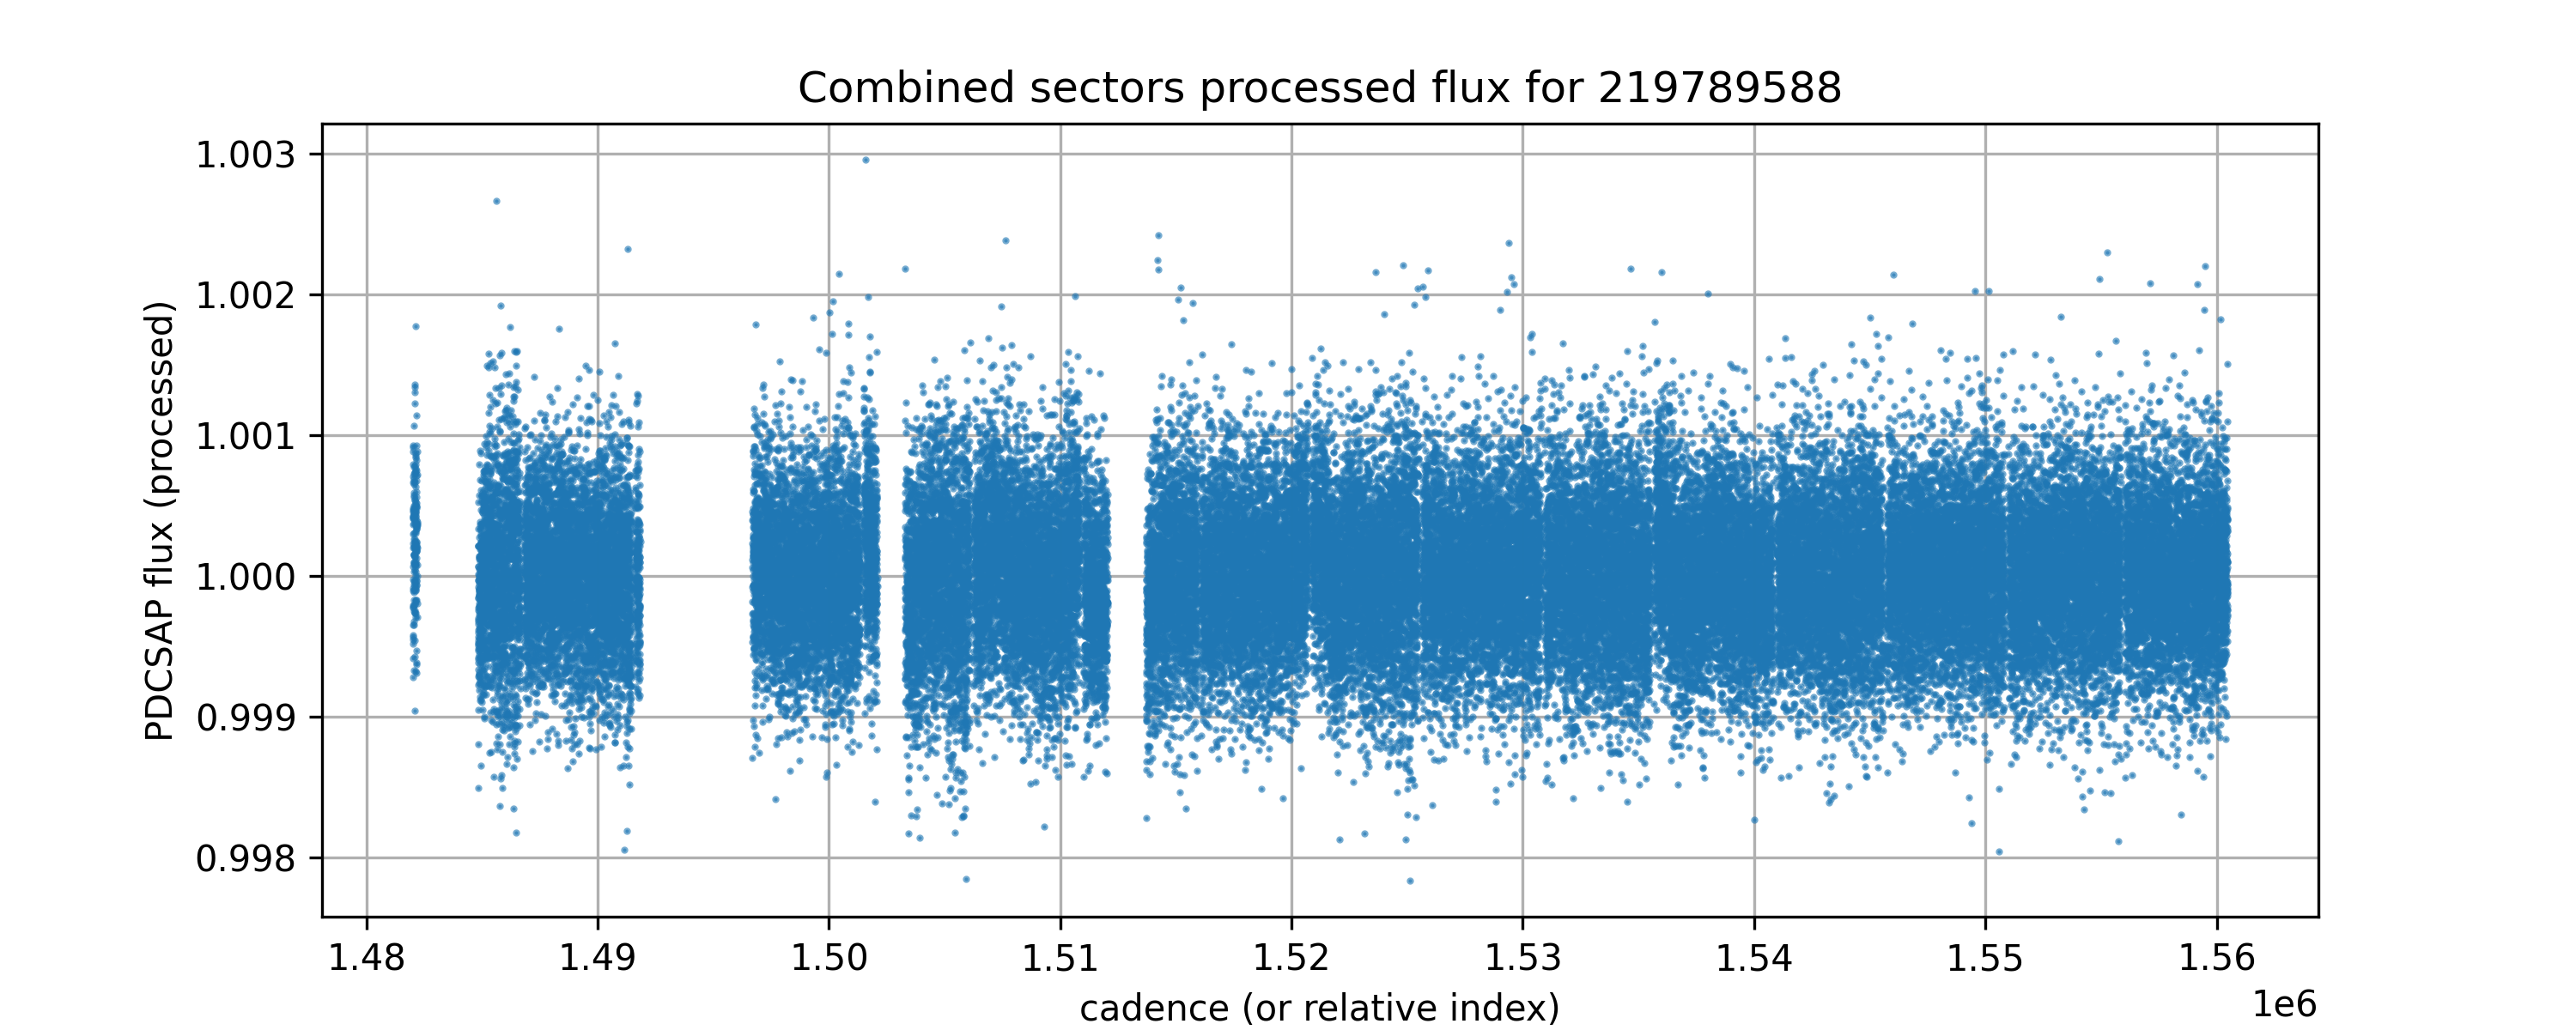 Combined sectors processed flux for 219789588
PDCSAP flux (processed)
1.003
1.002
1.001
1.000
0.999
0.998
1.48 1.49 1.50 1.51 1.52 1.53 1.54 1.55 1.56
1e6
cadence (or relative index)